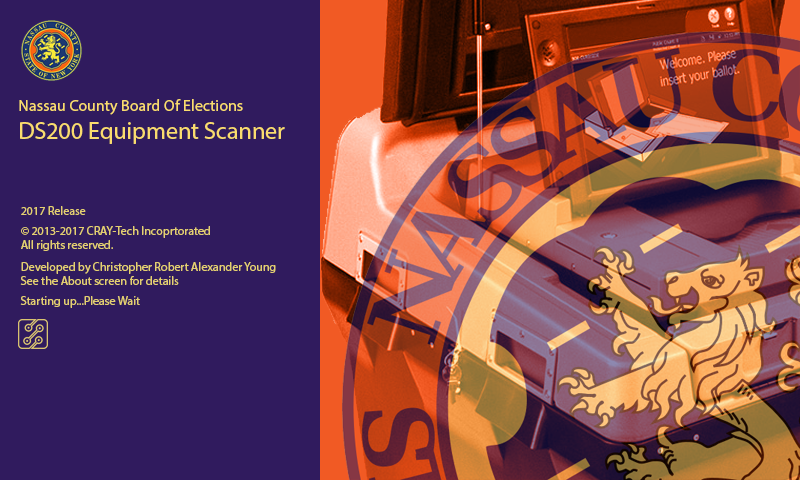 NASSAU COUNTY
STATE OF NEW YORK
Nassau County Board Of Elections
DS200 Equipment Scanner
2017 Release
© 2013-2017 CRAY-Tech Incoprtorated
All rights reserved.
Developed by Christopher Robert Alexander Young
See the About screen for details
Starting up...Please Wait
Welcome. Please
insert your ballot.
NASSAU CO
S